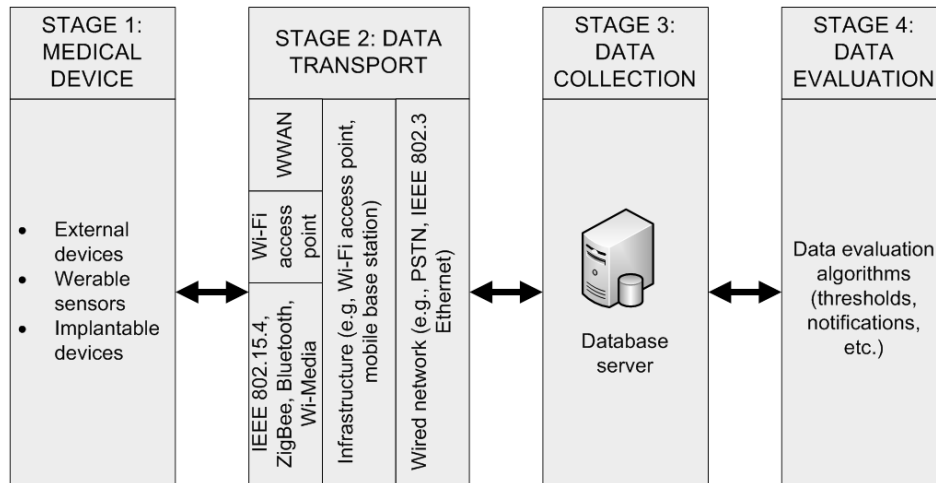 STAGE 1:
MEDICAL
DEVICE
• External
devices
• Werable
sensors
• Implantable
devices
STAGE 2: DATA
TRANSPORT
WWAN
Wi-Fi
access
point
IEEE 802.15.4,
ZigBee, Bluetooth,
Wi-Media
Infrastructure (e.g, Wi-Fi access point,
mobile base station)
Wired network (e.g., PSTN, IEEE 802.3
Ethernet)
STAGE 3:
DATA
COLLECTION
Database
server
STAGE 4:
DATA
EVALUATION
Data evaluation
algorithms
(thresholds,
notifications,
etc.)